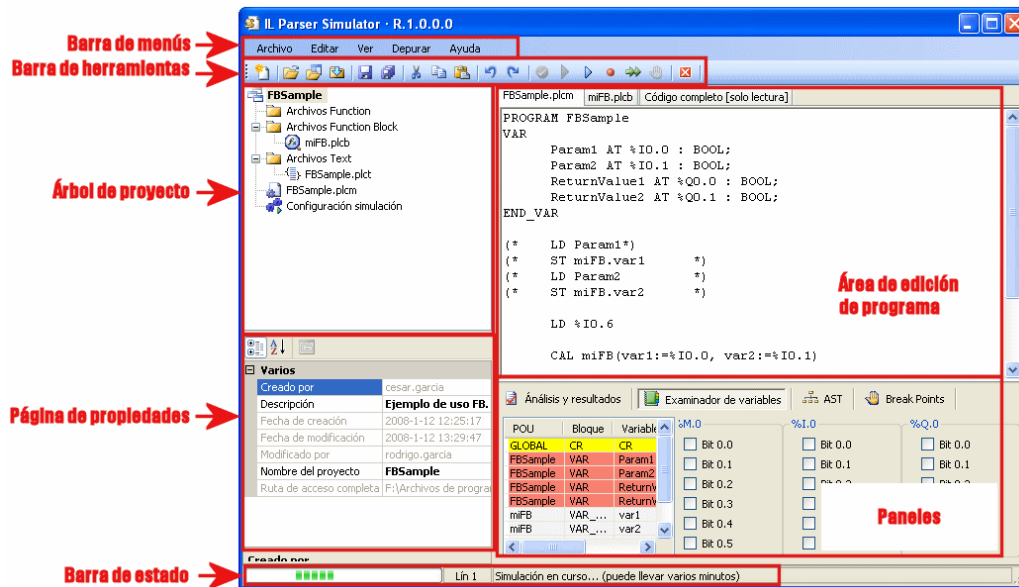 IL Parser Simulator - R.1.0.0.0
Barra de menús
Archivo Editar Ver Depurar Ayuda
Barra de herramientas
FBSample
Archivos Function
Archivos Function Block
miFB.plcb
Archivos Text
FBSample.plct
FBSample.plcm
Configuración simulación
Árbol de proyecto
FBSample.plcm miFB.plcb Código completo [solo lectura]
PROGRAM FBSample
VAR
Param1 AT %I0.0 : BOOL;
Param2 AT %I0.1 : BOOL;
ReturnValue1 AT %Q0.0 : BOOL;
ReturnValue2 AT %Q0.1 : BOOL;
END_VAR
(* LD Param1*)
(* ST miFB.var1 *)
(* LD Param2 *)
(* ST miFB.var2 *)
LD %I0.6
CAL miFB(var1:=%I0.0, var2:=%I0.1)
Área de edición
de programa
Página de propiedades
Varios
Creado por cesar.garcia
Descripción Ejemplo de uso FB.
Fecha de creación 2008-1-12 12:25:17
Fecha de modificación 2008-1-12 13:29:47
Modificado por rodrigo.garcia
Nombre del proyecto FBSample
Ruta de acceso completa F:\Archivos de progra
Creado por
Análisis y resultados Examinador de variables AST Break Points
POU Bloque Variable
GLOBAL CR CR
FBSample VAR Param1
FBSample VAR Param2
FBSample VAR ReturnV
FBSample VAR ReturnV
miFB VAR_... var1
miFB VAR_... var2
%M.0
Bit 0.0
Bit 0.1
Bit 0.2
Bit 0.3
Bit 0.4
Bit 0.5
%I.0
Bit 0.0
Bit 0.1
%Q.0
Bit 0.0
Bit 0.1
Paneles
Barra de estado
Lín 1 Simulación en curso... (puede llevar varios minutos)